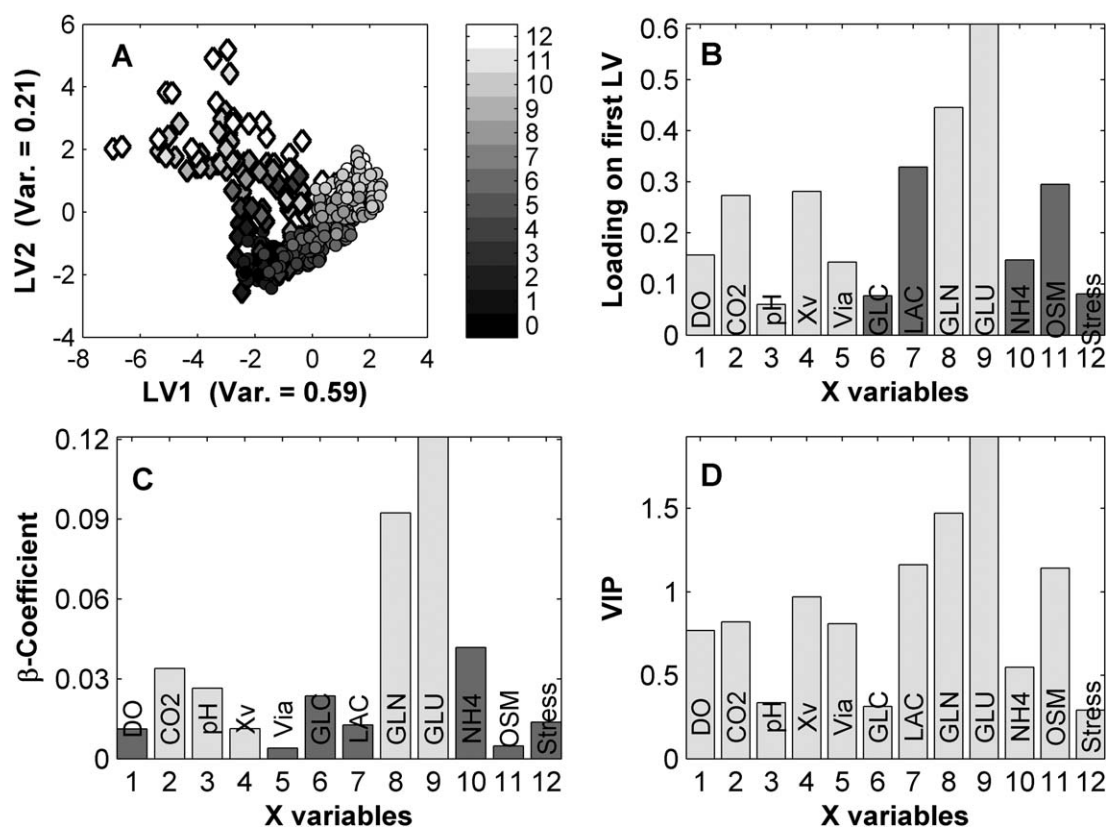 A
6
4
2
0
-2
-4
-8 -6 -4 -2 0 2 4
LV1 (Var. = 0.59)
LV2 (Var. = 0.21)
12
11
10
9
8
7
6
5
4
3
2
1
0
B
0.6
0.5
0.4
0.3
0.2
0.1
0
Loading on first LV
DO CO2 pH Xv Via GLC LAC GLN GLU NH4 OSM Stress
1 2 3 4 5 6 7 8 9 10 11 12
X variables
C
0.12
0.09
0.06
0.03
0
β-Coefficient
DO CO2 pH Xv Via GLC LAC GLN GLU NH4 OSM Stress
1 2 3 4 5 6 7 8 9 10 11 12
X variables
D
1.5
1
0.5
0
VIP
DO CO2 pH Xv Via GLC LAC GLN GLU NH4 OSM Stress
1 2 3 4 5 6 7 8 9 10 11 12
X variables